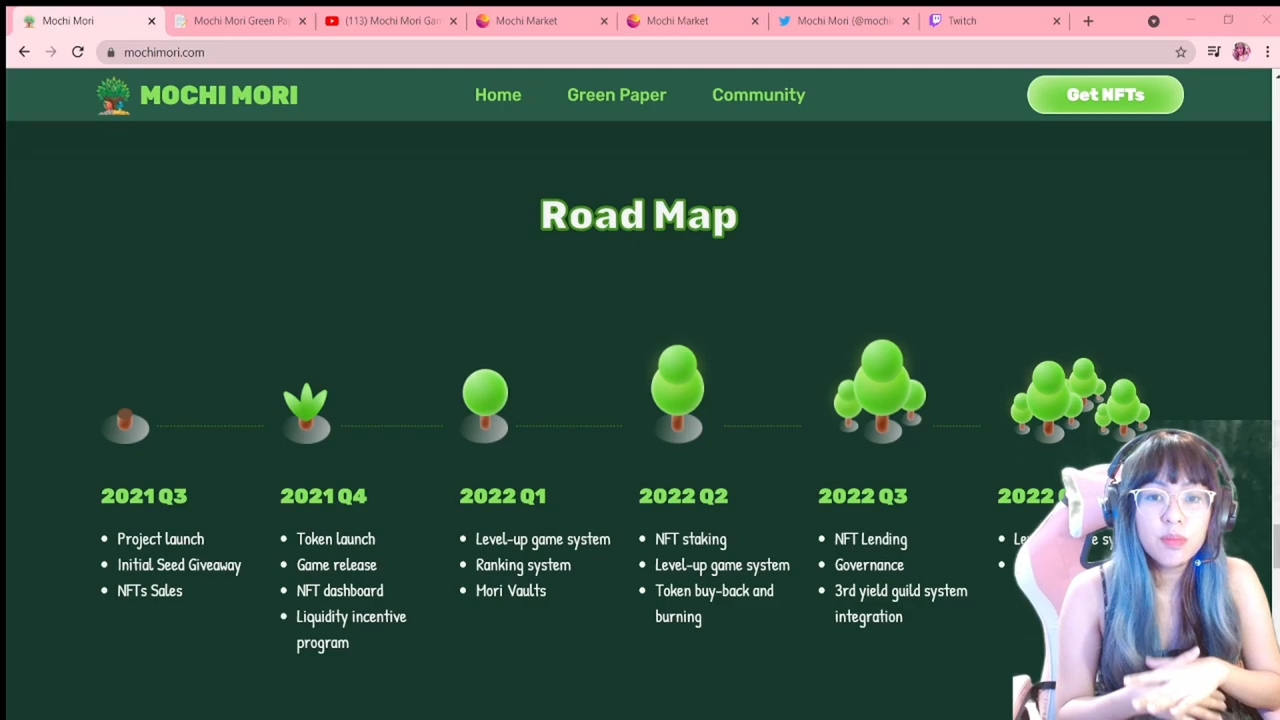 Mochi Mori
Mochi Mori Green Pa
(113) Mochi Mori Gam
Mochi Market
Mochi Market
Mochi Mori (@mochi
Twitch
mochimori.com
MOCHI MORI
Home
Green Paper
Community
Get NFTs
Road Map
2021 Q3
Project launch
Initial Seed Giveaway
NFTs Sales
2021 Q4
Token launch
Game release
NFT dashboard
Liquidity incentive
program
2022 Q1
Level-up game system
Ranking system
Mori Vaults
2022 Q2
NFT staking
Level-up game system
Token buy-back and
burning
2022 Q3
NFT Lending
Governance
3rd yield guild system
integration
2022